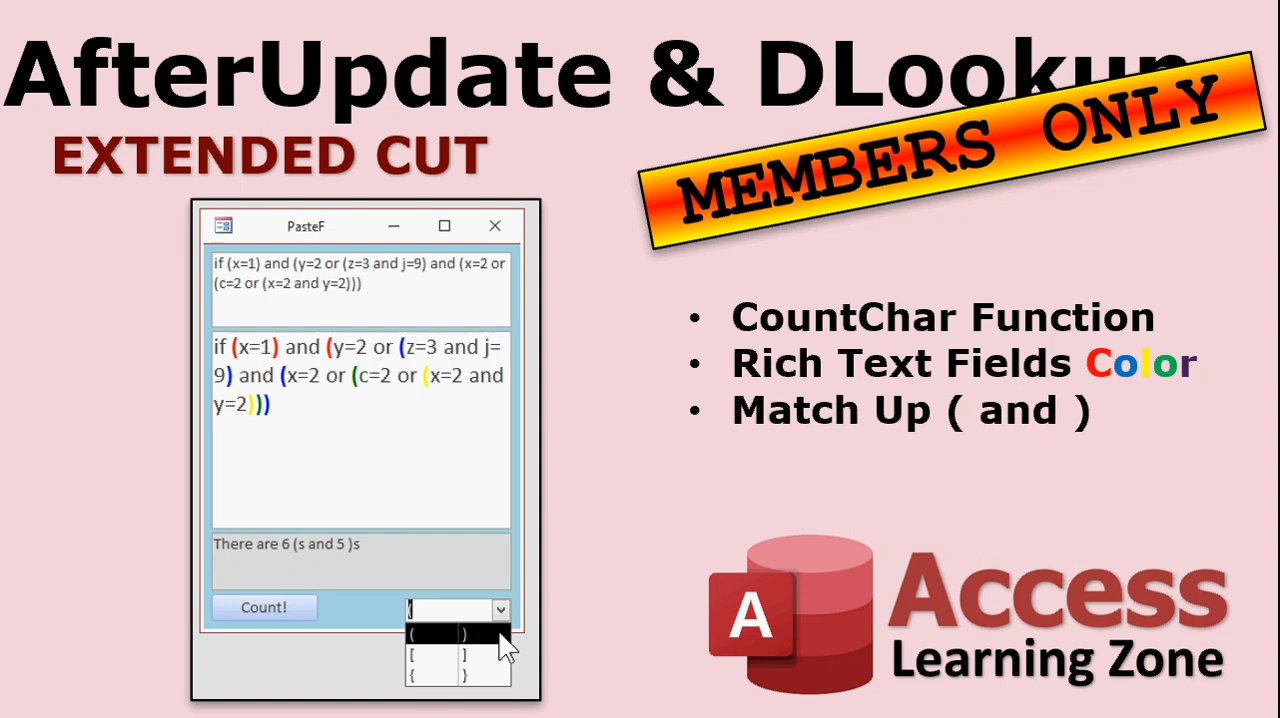 AfterUpdate & DLookup
EXTENDED CUT
MEMBERS ONLY
PasteF
if (x=1) and (y=2 or (z=3 and j=9) and (x=2 or
(c=2 or (x=2 and y=2)))
if (x=1) and (y=2 or (z=3 and j=
9) and (x=2 or (c=2 or (x=2 and
y=2)))
There are 6 (s and 5 )s
Count!
(
( )
[ ]
{ }
• CountChar Function
• Rich Text Fields Color
• Match Up ( and )
A
Access
Learning Zone